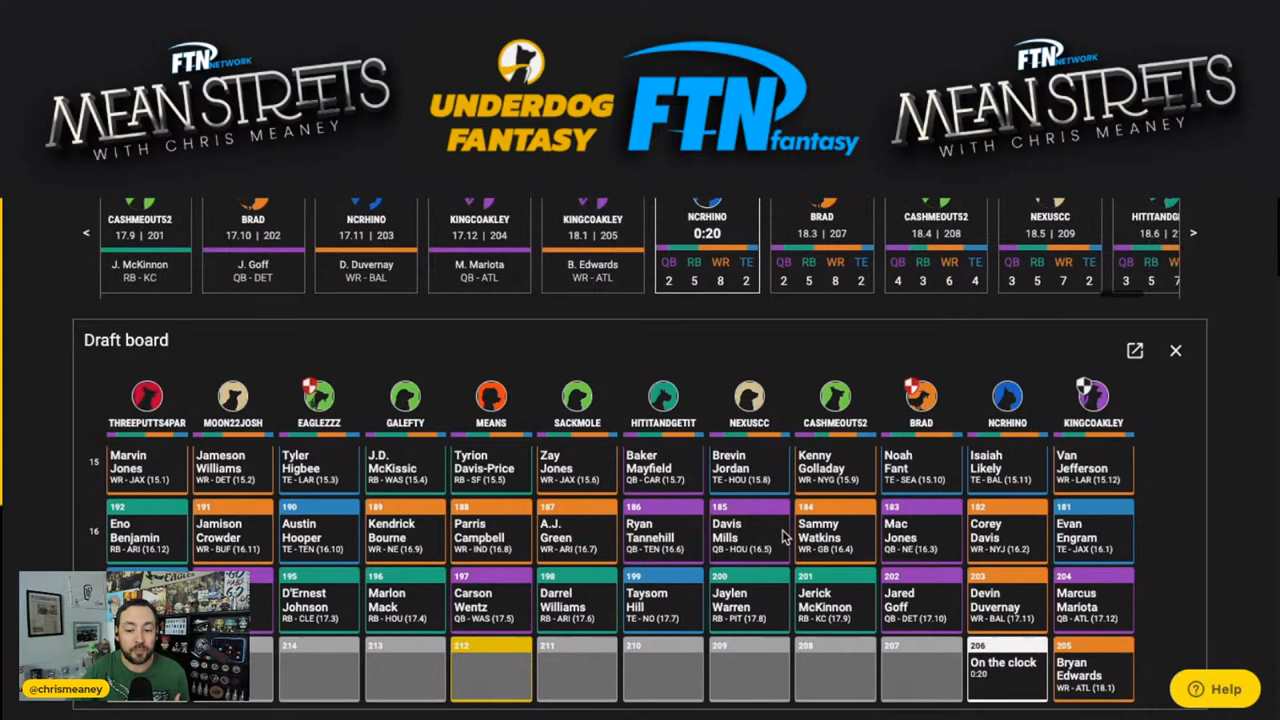 FTN NETWORK
MEAN STREETS
WITH CHRIS MEANEY
UNDERDOG
FANTASY
FTN
fantasy
FTN NETWORK
MEAN STREETS
WITH CHRIS MEANEY
<
CASHMEOUT52
17.9 | 201
J. McKinnon
RB - KC
BRAD
17.10 | 202
J. Goff
QB - DET
NCRHINO
17.11 | 203
D. Duvernay
WR - BAL
KINGCOAKLEY
17.12 | 204
M. Mariota
QB - ATL
KINGCOAKLEY
18.1 | 205
B. Edwards
WR - ATL
NCRHINO
0:20
QB RB WR TE
2 5 8 2
BRAD
18.3 | 207
QB RB WR TE
2 5 8 2
CASHMEOUT52
18.4 | 208
QB RB WR TE
4 3 6 4
NEXUSCC
18.5 | 209
QB RB WR TE
3 5 7 2
HITITANDG
18.6 | 2
QB RB W
3 5 7
>
Draft board
THREEPUTTS4PAR MOON22JOSH EAGLEZZZ GALEFTY MEANS SACKMOLE HITITANDGETIT NEXUSCC CASHMEOUT52 BRAD NCRHINO KINGCOAKLEY
15
Marvin
Jones
WR - JAX (15.1)
Jameson
Williams
WR - DET (15.2)
Tyler
Higbee
TE - LAR (15.3)
J.D.
McKissic
RB - WAS (15.4)
Tyrion
Davis-Price
RB - SF (15.5)
Zay
Jones
WR - JAX (15.6)
Baker
Mayfield
QB - CAR (15.7)
Brevin
Jordan
TE - HOU (15.8)
Kenny
Golladay
WR - NYG (15.9)
Noah
Fant
TE - SEA (15.10)
Isaiah
Likely
TE - BAL (15.11)
Van
Jefferson
WR - LAR (15.12)
16
192
Eno
Benjamin
RB - ARI (16.12)
191
Jamison
Crowder
WR - BUF (16.11)
190
Austin
Hooper
TE - TEN (16.10)
189
Kendrick
Bourne
WR - NE (16.9)
188
Parris
Campbell
WR - IND (16.8)
187
A.J.
Green
WR - ARI (16.7)
186
Ryan
Tannehill
QB - TEN (16.6)
185
Davis
Mills
QB - HOU (16.5)
184
Sammy
Watkins
WR - GB (16.4)
183
Mac
Jones
QB - NE (16.3)
182
Corey
Davis
WR - NYJ (16.2)
181
Evan
Engram
TE - JAX (16.1)
195
D'Ernest
Johnson
RB - CLE (17.3)
196
Marlon
Mack
RB - HOU (17.4)
197
Carson
Wentz
QB - WAS (17.5)
198
Darrel
Williams
RB - ARI (17.6)
199
Taysom
Hill
TE - NO (17.7)
200
Jaylen
Warren
RB - PIT (17.8)
201
Jerick
McKinnon
RB - KC (17.9)
202
Jared
Goff
QB - DET (17.10)
203
Devin
Duvernay
WR - BAL (17.11)
204
Marcus
Mariota
QB - ATL (17.12)
214
213
212
211
210
209
208
207
206
On the clock
0:20
205
Bryan
Edwards
WR - ATL (18.1)
@chrismeaney
Help